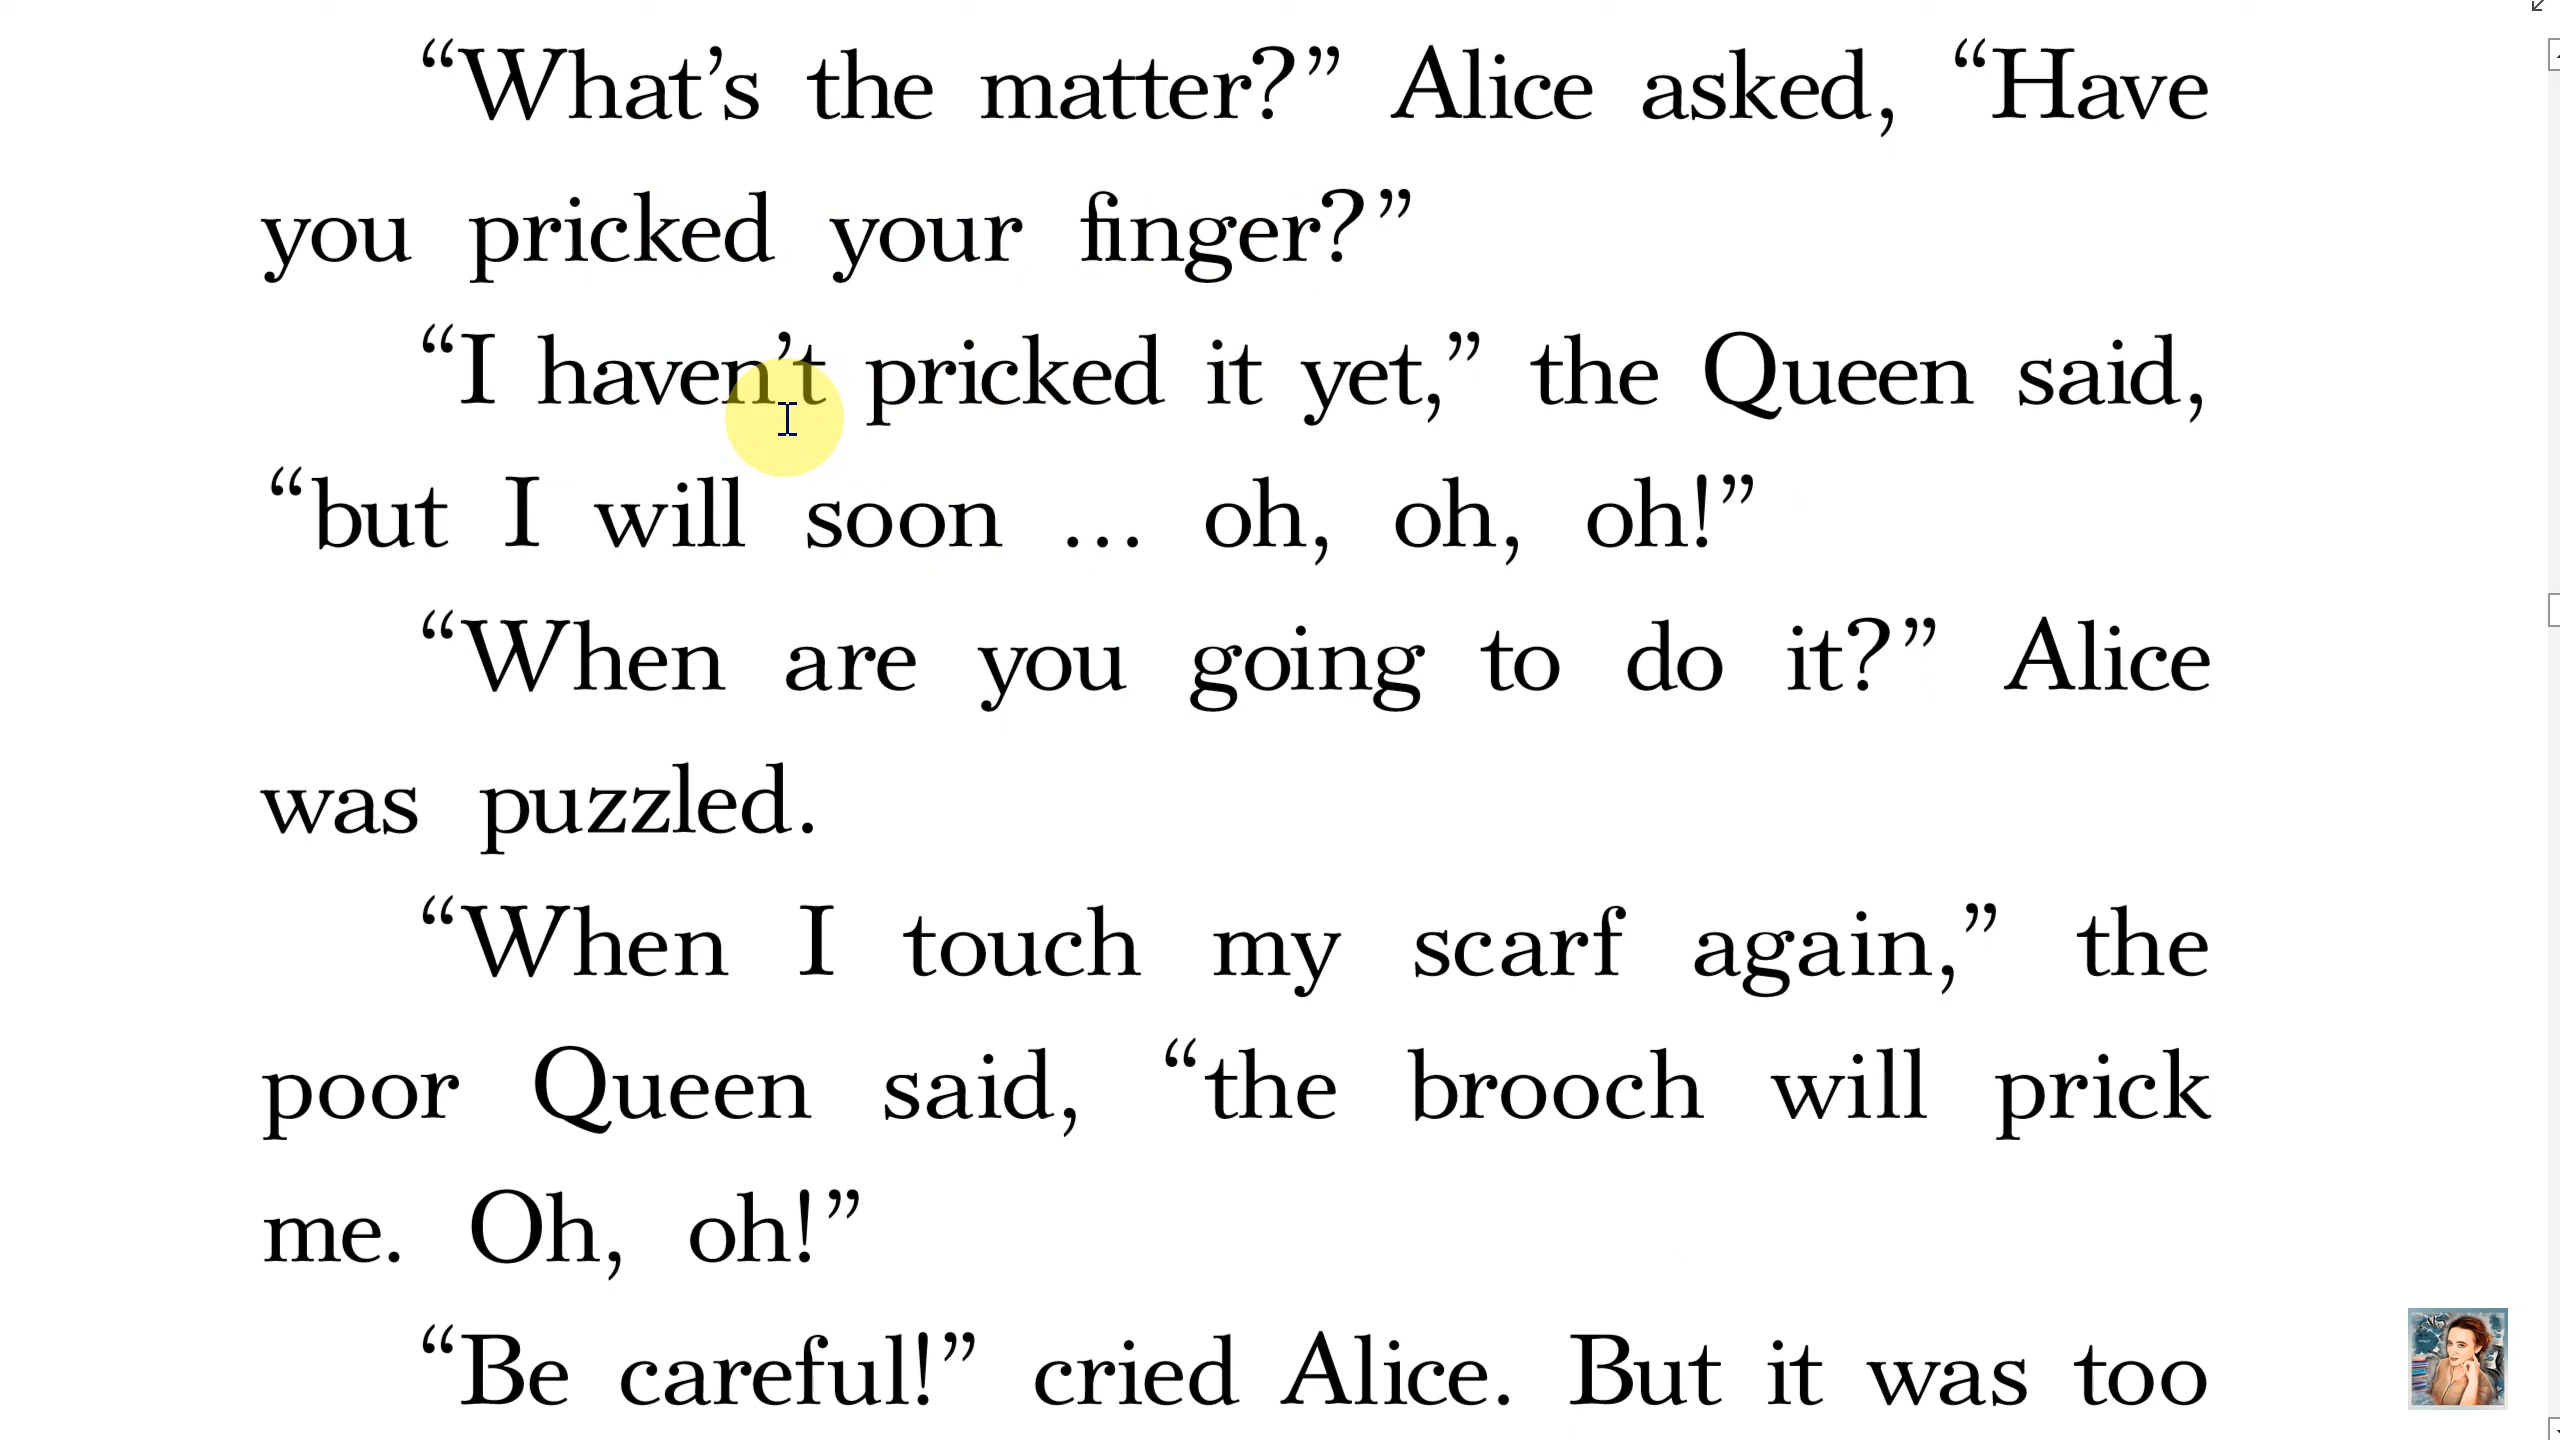 “What’s the matter?” Alice asked, “Have
you pricked your finger?”
“I haven’t pricked it yet,” the Queen said,
“but I will soon ... oh, oh, oh!”
“When are you going to do it?” Alice
was puzzled.
“When I touch my scarf again,” the
poor Queen said, “the brooch will prick
me. Oh, oh!”
“Be careful!” cried Alice. But it was too